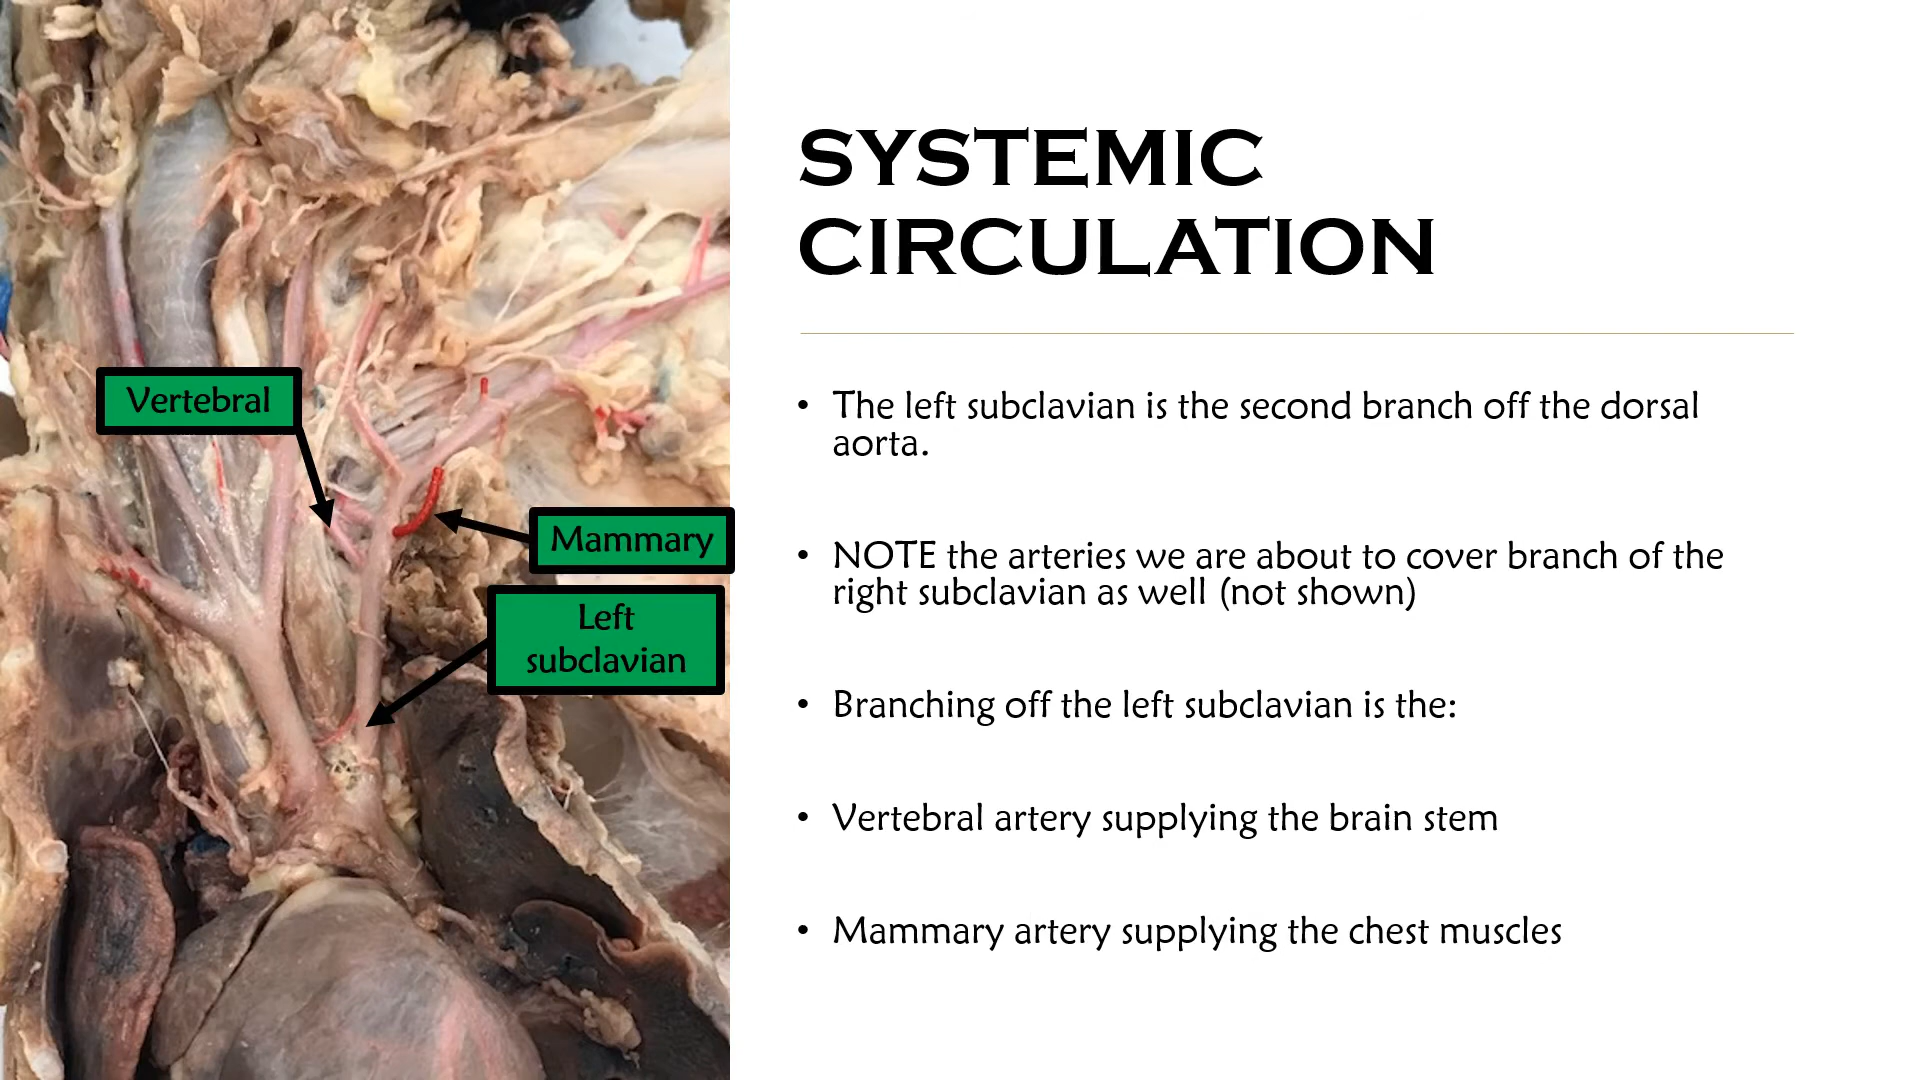 SYSTEMIC
CIRCULATION
Vertebral
Mammary
Left
subclavian
• The left subclavian is the second branch off the dorsal
aorta.
• NOTE the arteries we are about to cover branch of the
right subclavian as well (not shown)
• Branching off the left subclavian is the:
• Vertebral artery supplying the brain stem
• Mammary artery supplying the chest muscles